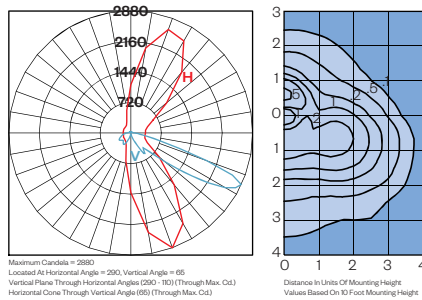 2880
2160
1440
720
H
V
3
2
1
0
1
2
3
4
.5
1
2
1
.2
.5
.1
0 1 2 3 4
Maximum Candela = 2880
Located At Horizontal Angle = 290, Vertical Angle = 65
Vertical Plane Through Horizontal Angles (290 - 110) (Through Max. Cd.)
Horizontal Cone Through Vertical Angle (65) (Through Max. Cd.)
Distance In Units Of Mounting Height
Values Based On 10 Foot Mounting Height